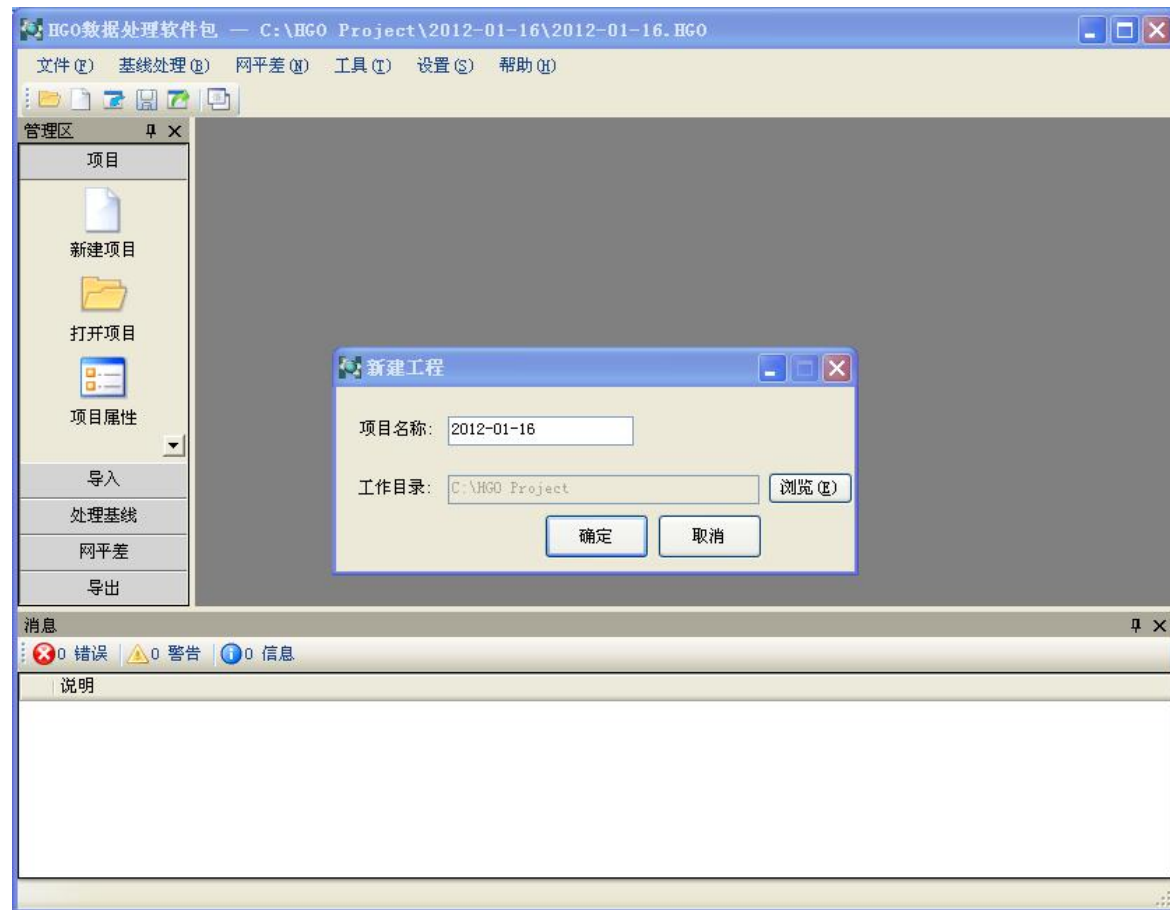 HGO数据处理软件包 — C:\HGO Project\2012-01-16\2012-01-16.HGO
文件(F) 基线处理(B) 网平差(N) 工具(T) 设置(S) 帮助(H)
管理区
项目
新建项目
打开项目
项目属性
导入
处理基线
网平差
导出
新建工程
项目名称: 2012-01-16
工作目录: C:\HGO Project 浏览(E)
确定 取消
消息
0 错误 0 警告 0 信息
说明